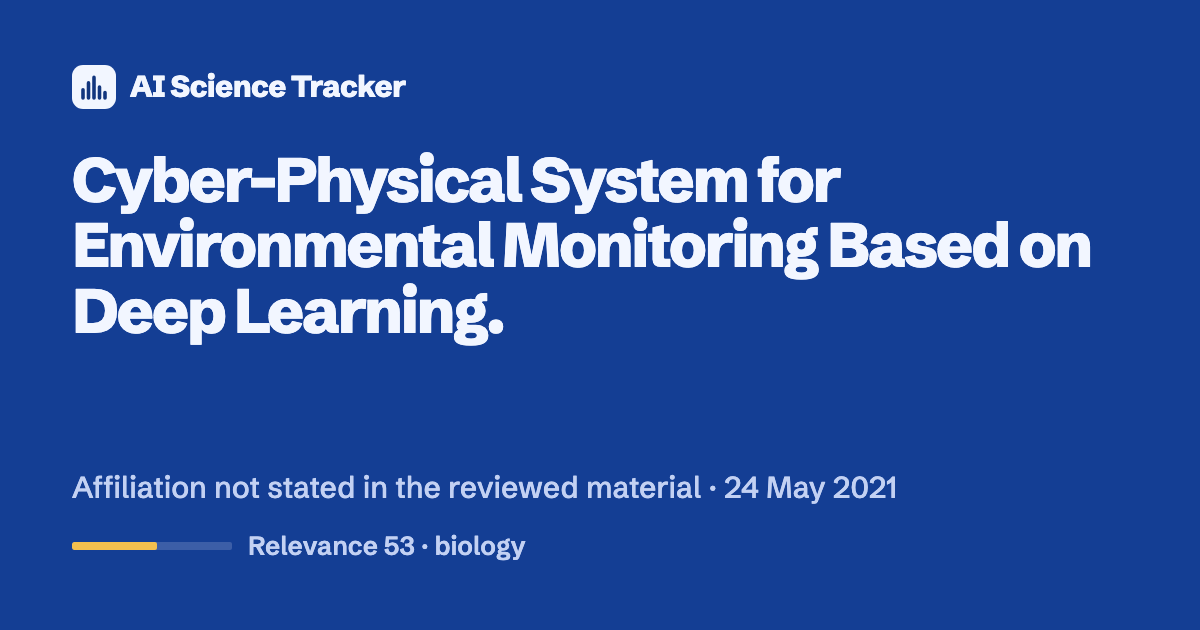 AI Science Tracker
Cyber-Physical System for
Environmental Monitoring Based on
Deep Learning.
Affiliation not stated in the reviewed material · 24 May 2021
Relevance 53 · biology